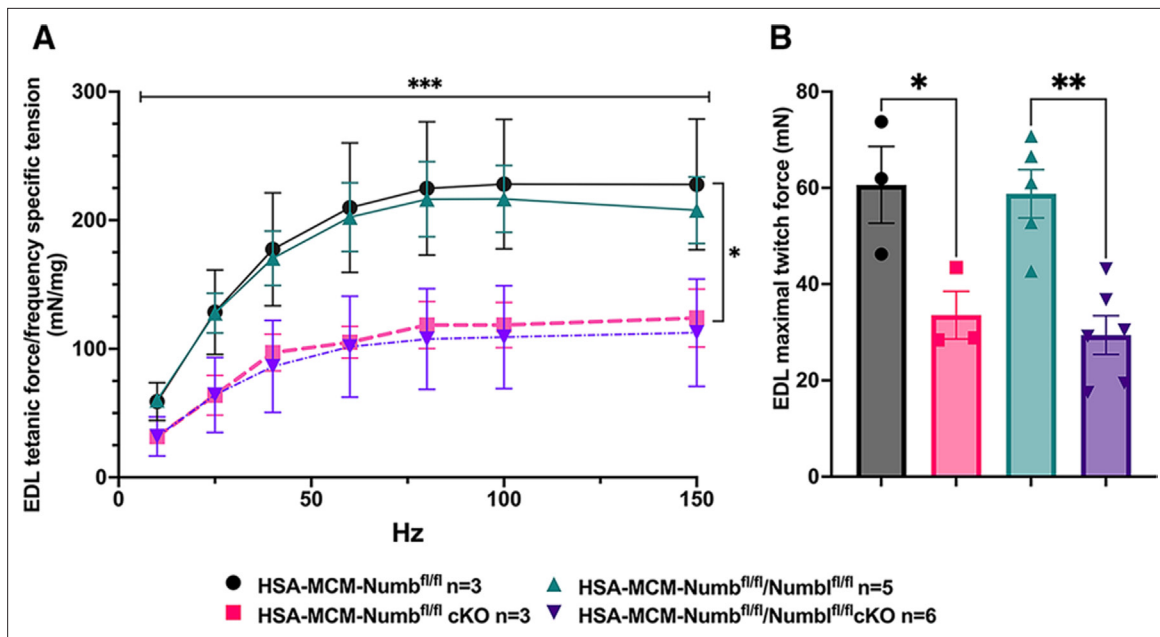 A
EDL tetanic force/frequency specific tension
(mN/mg)
300
200
100
0
***
*
0
50
100
150
Hz
B
EDL maximal twitch force (mN)
80
60
40
20
0
*
**
HSA-MCM-Numbfl/fl n=3
HSA-MCM-Numbfl/fl/Numblfl/fl n=5
HSA-MCM-Numbfl/fl cKO n=3
HSA-MCM-Numbfl/fl/Numblfl/flcKO n=6